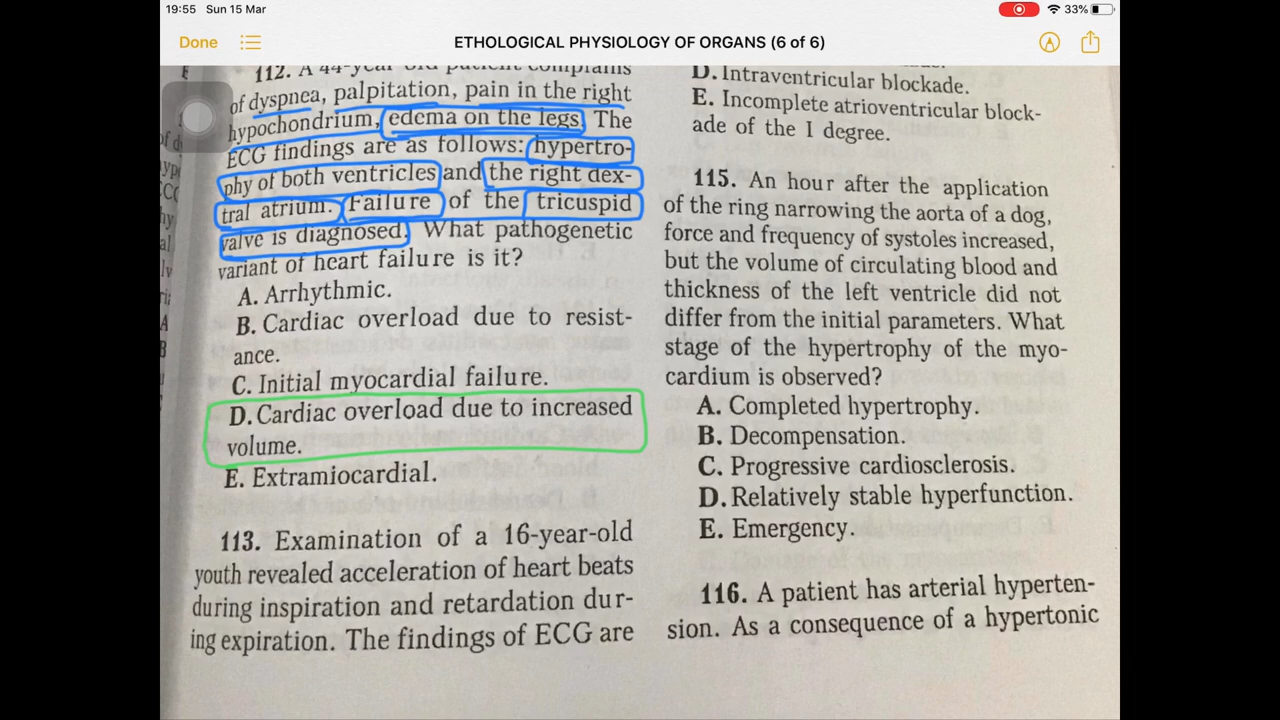 19:55 Sun 15 Mar
33%
Done
ETHOLOGICAL PHYSIOLOGY OF ORGANS (6 of 6)
112. A 44-year-old patient complains
of dyspnea, palpitation, pain in the right
hypochondrium, edema on the legs. The
ECG findings are as follows: hypertro-
phy of both ventricles and the right dex-
tral atrium. Failure of the tricuspid
valve is diagnosed. What pathogenetic
variant of heart failure is it?
A. Arrhythmic.
B. Cardiac overload due to resist-
ance.
C. Initial myocardial failure.
D. Cardiac overload due to increased
volume.
E. Extramiocardial.
113. Examination of a 16-year-old
youth revealed acceleration of heart beats
during inspiration and retardation dur-
ing expiration. The findings of ECG are
D. Intraventricular blockade.
E. Incomplete atrioventricular block-
ade of the I degree.
115. An hour after the application
of the ring narrowing the aorta of a dog,
force and frequency of systoles increased,
but the volume of circulating blood and
thickness of the left ventricle did not
differ from the initial parameters. What
stage of the hypertrophy of the myo-
cardium is observed?
A. Completed hypertrophy.
B. Decompensation.
C. Progressive cardiosclerosis.
D. Relatively stable hyperfunction.
E. Emergency.
116. A patient has arterial hyperten-
sion. As a consequence of a hypertonic